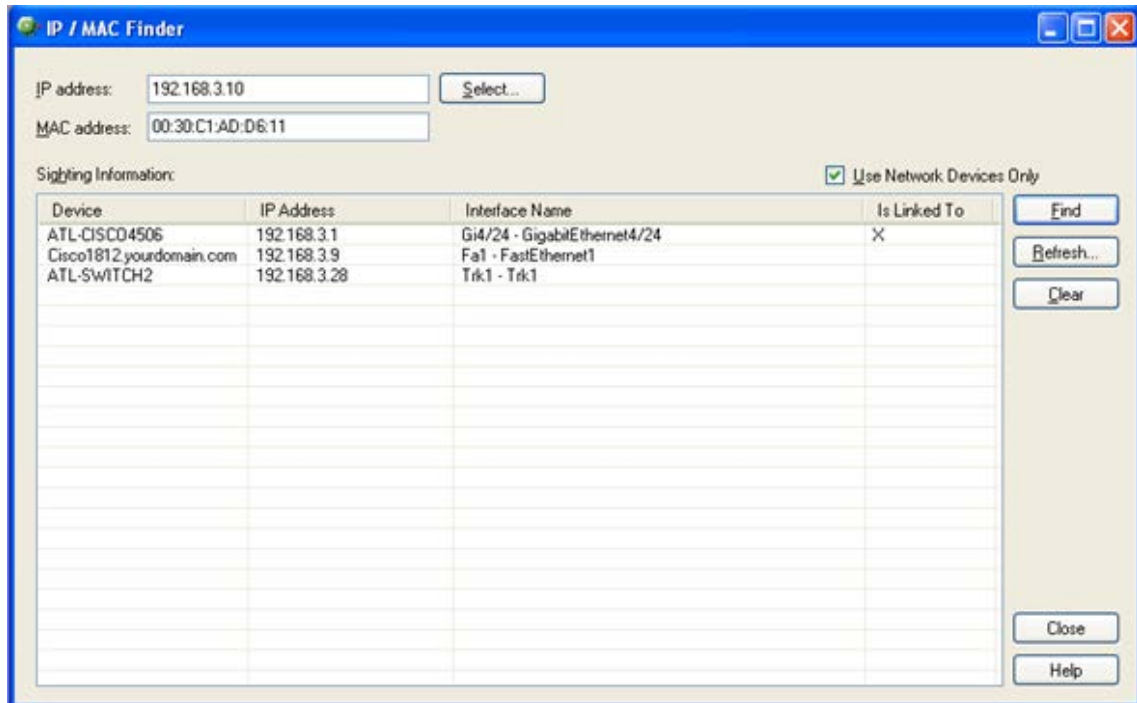 IP / MAC Finder
IP address: 192.168.3.10 Select...
MAC address: 00:30:C1:AD:D6:11
Sighting Information: Use Network Devices Only
Device IP Address Interface Name Is Linked To Find
ATL-CISCO4506 192.168.3.1 Gi4/24 - GigabitEthernet4/24 X
Cisco1812.yourdomain.com 192.168.3.9 Fa1 - FastEthernet1 Refresh...
ATL-SWITCH2 192.168.3.28 Trk1 - Trk1
Clear
Close
Help